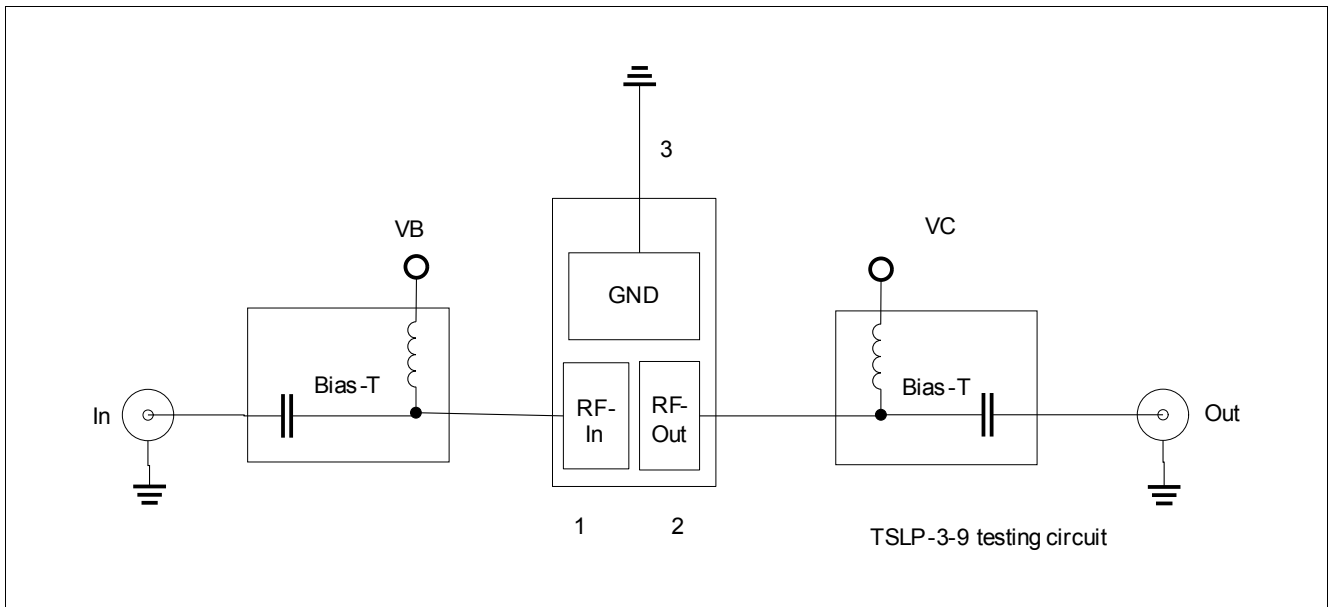 3
VB
VC
GND
Bias-T
Bias-T
In
RF-
In
RF-
Out
Out
1
2
TSLP-3-9 testing circuit